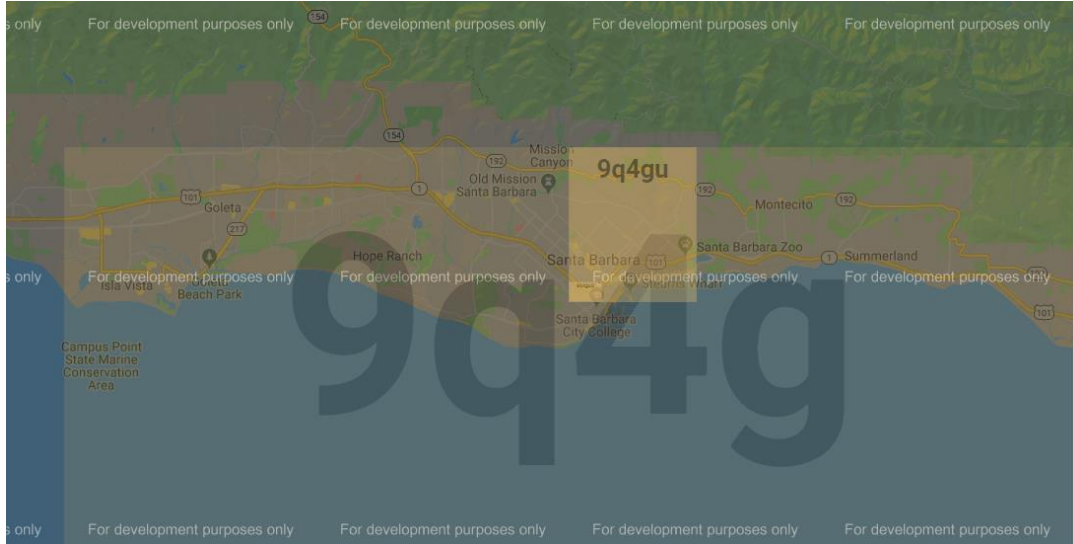 s only
For development purposes only
154
For development purposes only
For development purposes only
For development purposes only
154
Mission
Canyon
192
9q4gu
Old Mission
Santa Barbara
1
192
101
Goleta
Montecito
192
217
Hope Ranch
Santa Barbara
101
Santa Barbara Zoo
1
Summerland
s only
For development purposes only
For development purposes only
For development purposes only
For development purposes only
101
Isla Vista
Goleta
Beach Park
Stearns Wharf
101
Santa Barbara
City College
9q4g
Campus Point
State Marine
Conservation
Area
s only
For development purposes only
For development purposes only
For development purposes only
For development purposes only